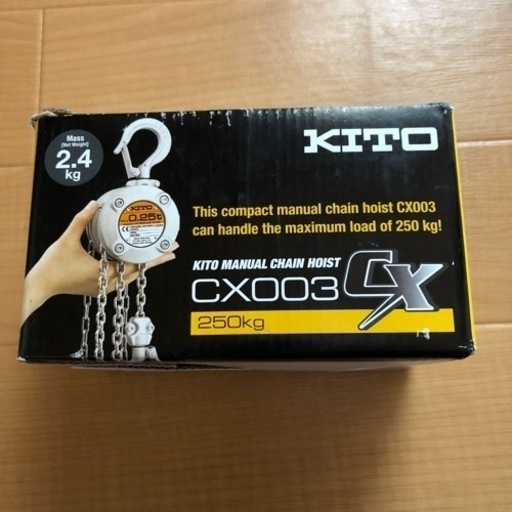 Mass
[Net Weight]
2.4
kg
KITO
KITO
0.25t
This compact manual chain hoist CX003
can handle the maximum load of 250 kg!
KITO MANUAL CHAIN HOIST
CX003 CX
250kg